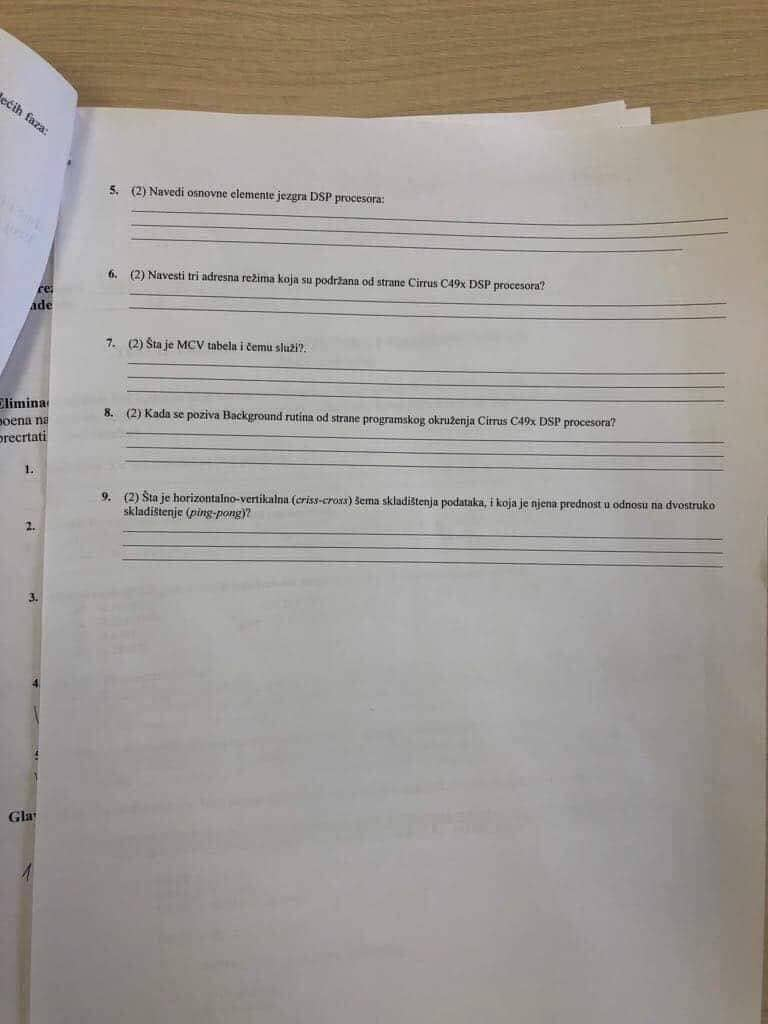 lećih faza:
5. (2) Navedi osnovne elemente jezgra DSP procesora:
6. (2) Navesti tri adresna režima koja su podržana od strane Cirrus C49x DSP procesora?
7. (2) Šta je MCV tabela i čemu služi?.
8. (2) Kada se poziva Background rutina od strane programskog okruženja Cirrus C49x DSP procesora?
9. (2) Šta je horizontalno-vertikalna (criss-cross) šema skladištenja podataka, i koja je njena prednost u odnosu na dvostruko
skladištenje (ping-pong)?
ade
Elimina
poena na
precrtati
1.
2.
3.
4.
Gla
1